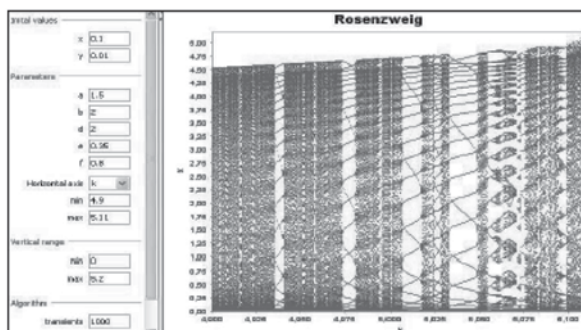 Initial values
x 0.1
y 0.01
Parameters
a 1.5
b 2
d 2
e 0.35
f 0.8
Horizontal axis k
min 4.9
max 5.11
Vertical range
min 0
max 5.2
Algorithm
transients 1000
Rosenzweig
5,00
4,75
4,50
4,25
4,00
3,75
3,50
3,25
3,00
2,75
2,50
2,25
2,00
1,75
1,50
1,25
1,00
0,75
0,50
0,25
0,00
x